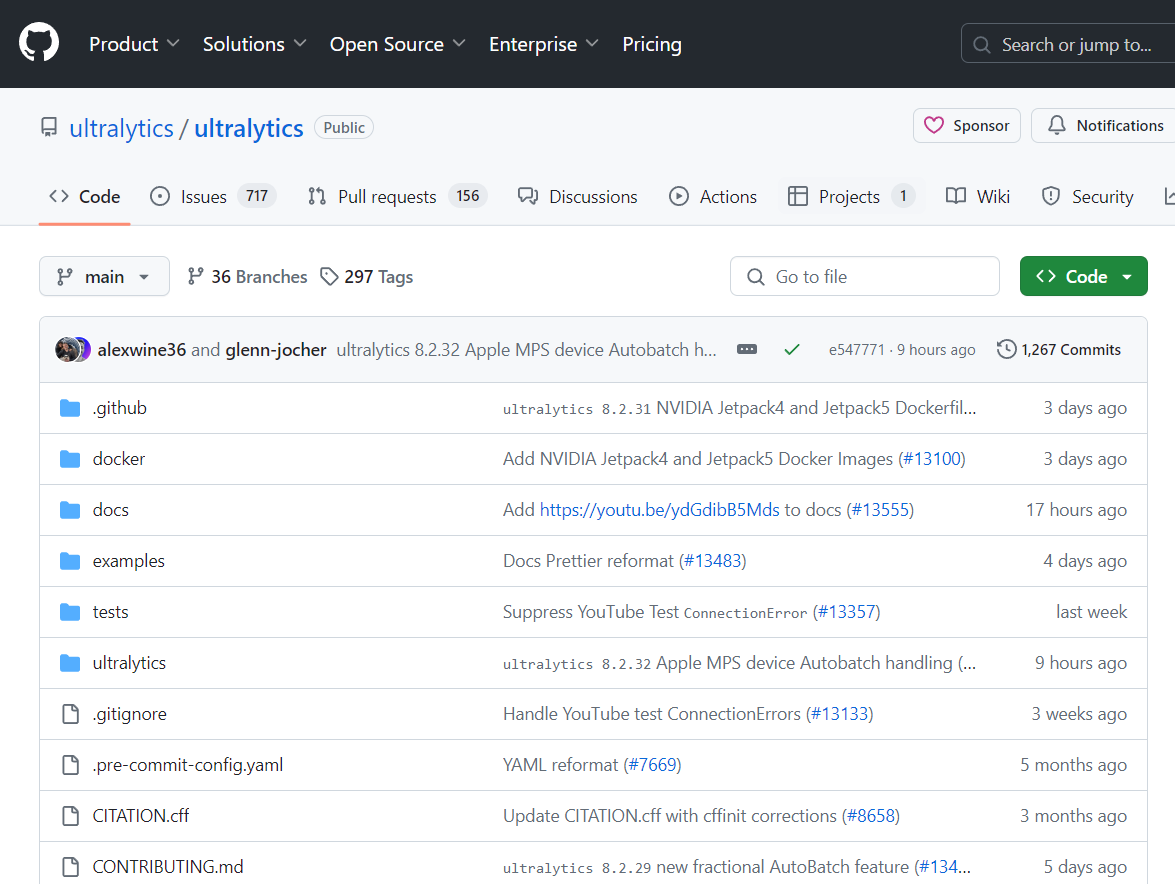 Product Solutions Open Source Enterprise Pricing Search or jump to...
ultralytics / ultralytics Public Sponsor Notifications
Code Issues 717 Pull requests 156 Discussions Actions Projects 1 Wiki Security
main 36 Branches 297 Tags Go to file Code
alexwine36 and glenn-jocher ultralytics 8.2.32 Apple MPS device Autobatch h... e547771 · 9 hours ago 1,267 Commits
.github ultralytics 8.2.31 NVIDIA Jetpack4 and Jetpack5 Dockerfil... 3 days ago
docker Add NVIDIA Jetpack4 and Jetpack5 Docker Images (#13100) 3 days ago
docs Add https://youtu.be/ydGdibB5Mds to docs (#13555) 17 hours ago
examples Docs Prettier reformat (#13483) 4 days ago
tests Suppress YouTube Test ConnectionError (#13357) last week
ultralytics ultralytics 8.2.32 Apple MPS device Autobatch handling (... 9 hours ago
.gitignore Handle YouTube test ConnectionErrors (#13133) 3 weeks ago
.pre-commit-config.yaml YAML reformat (#7669) 5 months ago
CITATION.cff Update CITATION.cff with cffinit corrections (#8658) 3 months ago
CONTRIBUTING.md ultralytics 8.2.29 new fractional AutoBatch feature (#134... 5 days ago